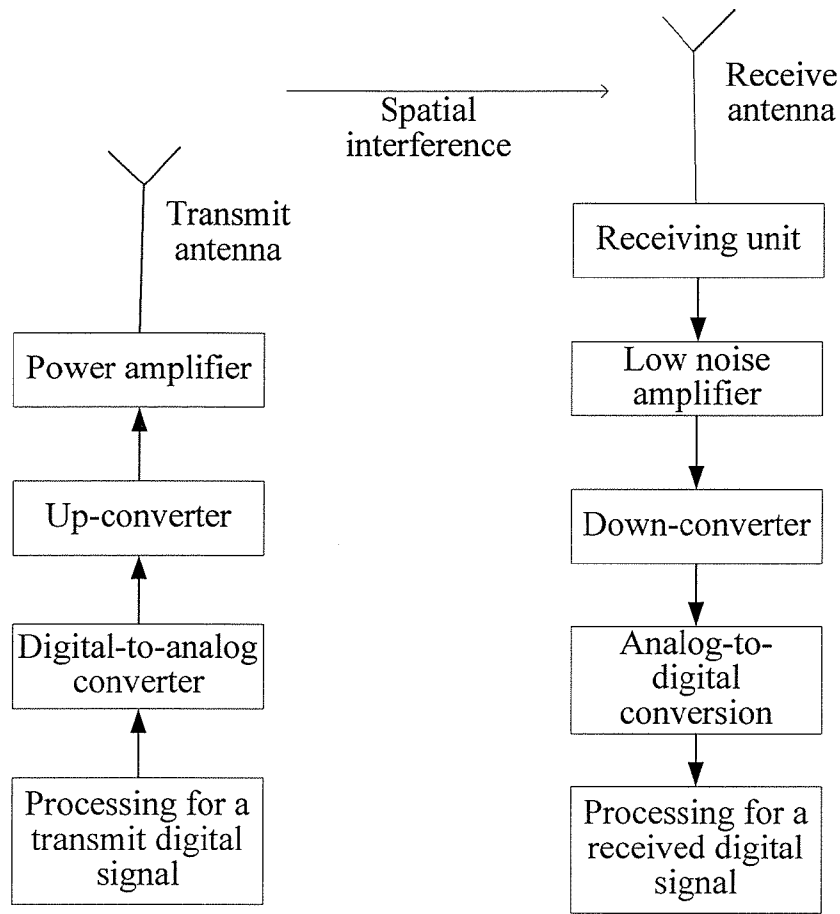 Spatial
interference
Receive
antenna
Transmit
antenna
Power amplifier
Up-converter
Digital-to-analog
converter
Processing for a
transmit digital
signal
Receiving unit
Low noise
amplifier
Down-converter
Analog-to-
digital
conversion
Processing for a
received digital
signal